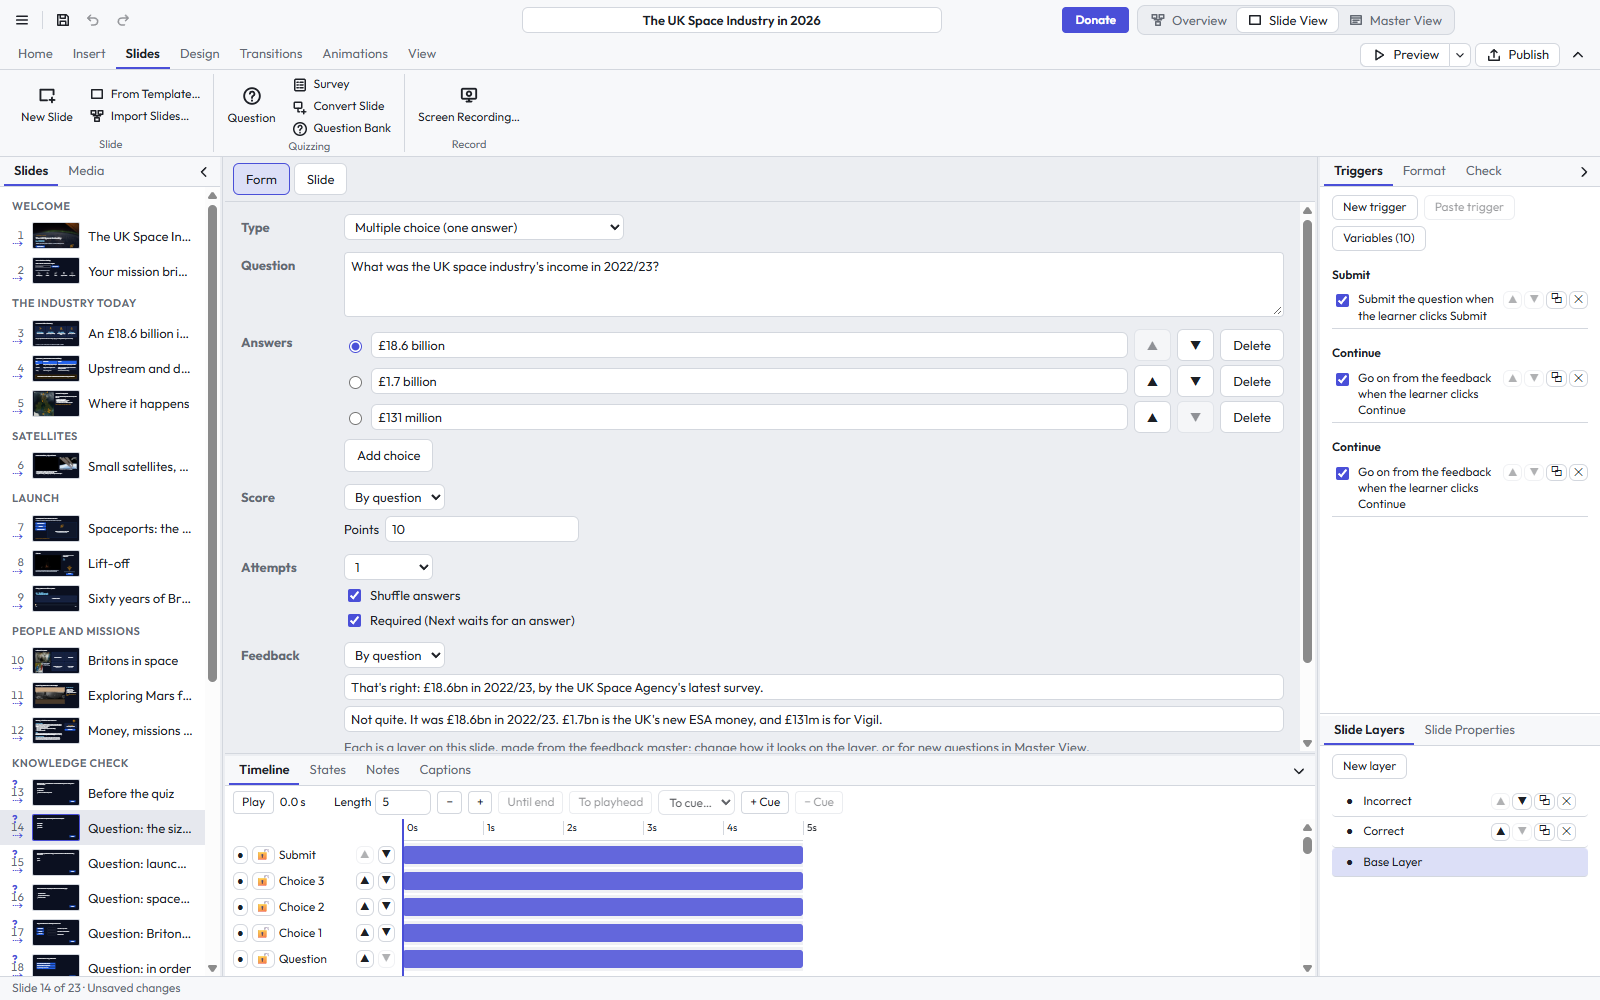 The UK Space Industry in 2026
Donate
Overview
Slide View
Master View
Home
Insert
Slides
Design
Transitions
Animations
View
Preview
Publish
New Slide
From Template...
Import Slides...
Slide
Question
Survey
Convert Slide
Question Bank
Quizzing
Screen Recording...
Record
Slides
Media
WELCOME
1 The UK Space In...
2 Your mission bri...
THE INDUSTRY TODAY
3 An £18.6 billion i...
4 Upstream and d...
5 Where it happens
SATELLITES
6 Small satellites, ...
LAUNCH
7 Spaceports: the ...
8 Lift-off
9 Sixty years of Br...
PEOPLE AND MISSIONS
10 Britons in space
11 Exploring Mars f...
12 Money, missions ...
KNOWLEDGE CHECK
? 13 Before the quiz
? 14 Question: the siz...
? 15 Question: launc...
? 16 Question: space...
? 17 Question: Briton...
? 18 Question: in order
Form
Slide
Type
Multiple choice (one answer)
Question
What was the UK space industry's income in 2022/23?
Answers
£18.6 billion
Delete
£1.7 billion
Delete
£131 million
Delete
Add choice
Score
By question
Points
10
Attempts
1
Shuffle answers
Required (Next waits for an answer)
Feedback
By question
That's right: £18.6bn in 2022/23, by the UK Space Agency's latest survey.
Not quite. It was £18.6bn in 2022/23. £1.7bn is the UK's new ESA money, and £131m is for Vigil.
Each is a layer on this slide, made from the feedback master: change how it looks on the layer, or for new questions in Master View.
Timeline
States
Notes
Captions
Play
0.0 s
Length
5
−
+
Until end
To playhead
To cue...
+ Cue
− Cue
0s
1s
2s
3s
4s
5s
Submit
Choice 3
Choice 2
Choice 1
Question
Triggers
Format
Check
New trigger
Paste trigger
Variables (10)
Submit
Submit the question when
the learner clicks Submit
Continue
Go on from the feedback
when the learner clicks
Continue
Continue
Go on from the feedback
when the learner clicks
Continue
Slide Layers
Slide Properties
New layer
Incorrect
Correct
Base Layer
Slide 14 of 23 · Unsaved changes